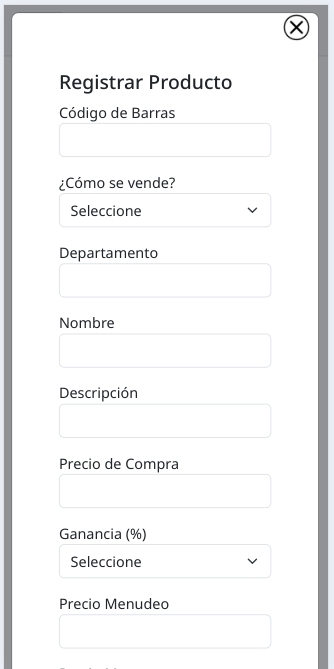 Registrar Producto
Código de Barras
¿Cómo se vende?
Seleccione
Departamento
Nombre
Descripción
Precio de Compra
Ganancia (%)
Seleccione
Precio Menudeo